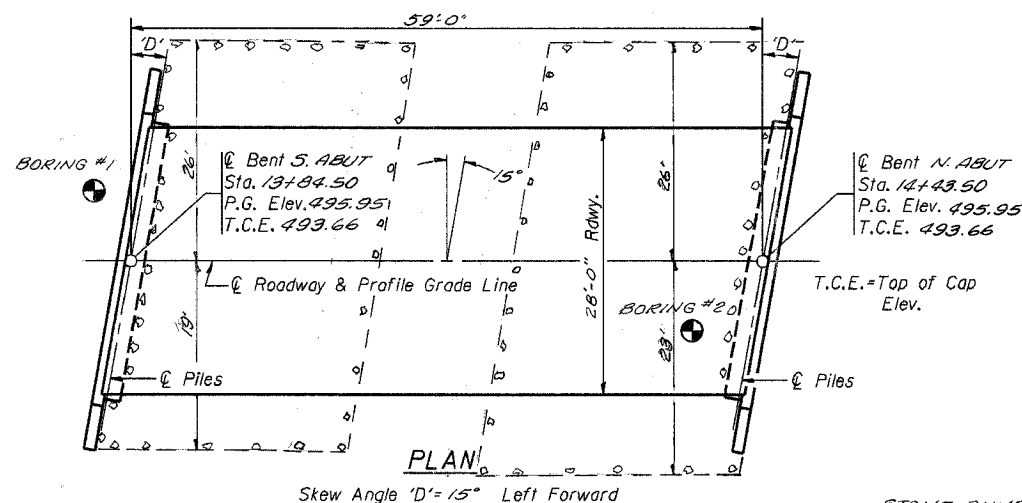 59'-0"
'D'
'D'
BORING #1
26'
℄ Bent S. ABUT
Sta. 13+84.50
P.G. Elev. 495.95
T.C.E. 493.66
15°
26'
℄ Bent N. ABUT
Sta. 14+43.50
P.G. Elev. 495.95
T.C.E. 493.66
℄ Roadway & Profile Grade Line
28'-0" Rdwy.
T.C.E.=Top of Cap
Elev.
BORING #2
19'
23'
℄ Piles
℄ Piles
PLAN
Skew Angle 'D'= 15° Left Forward